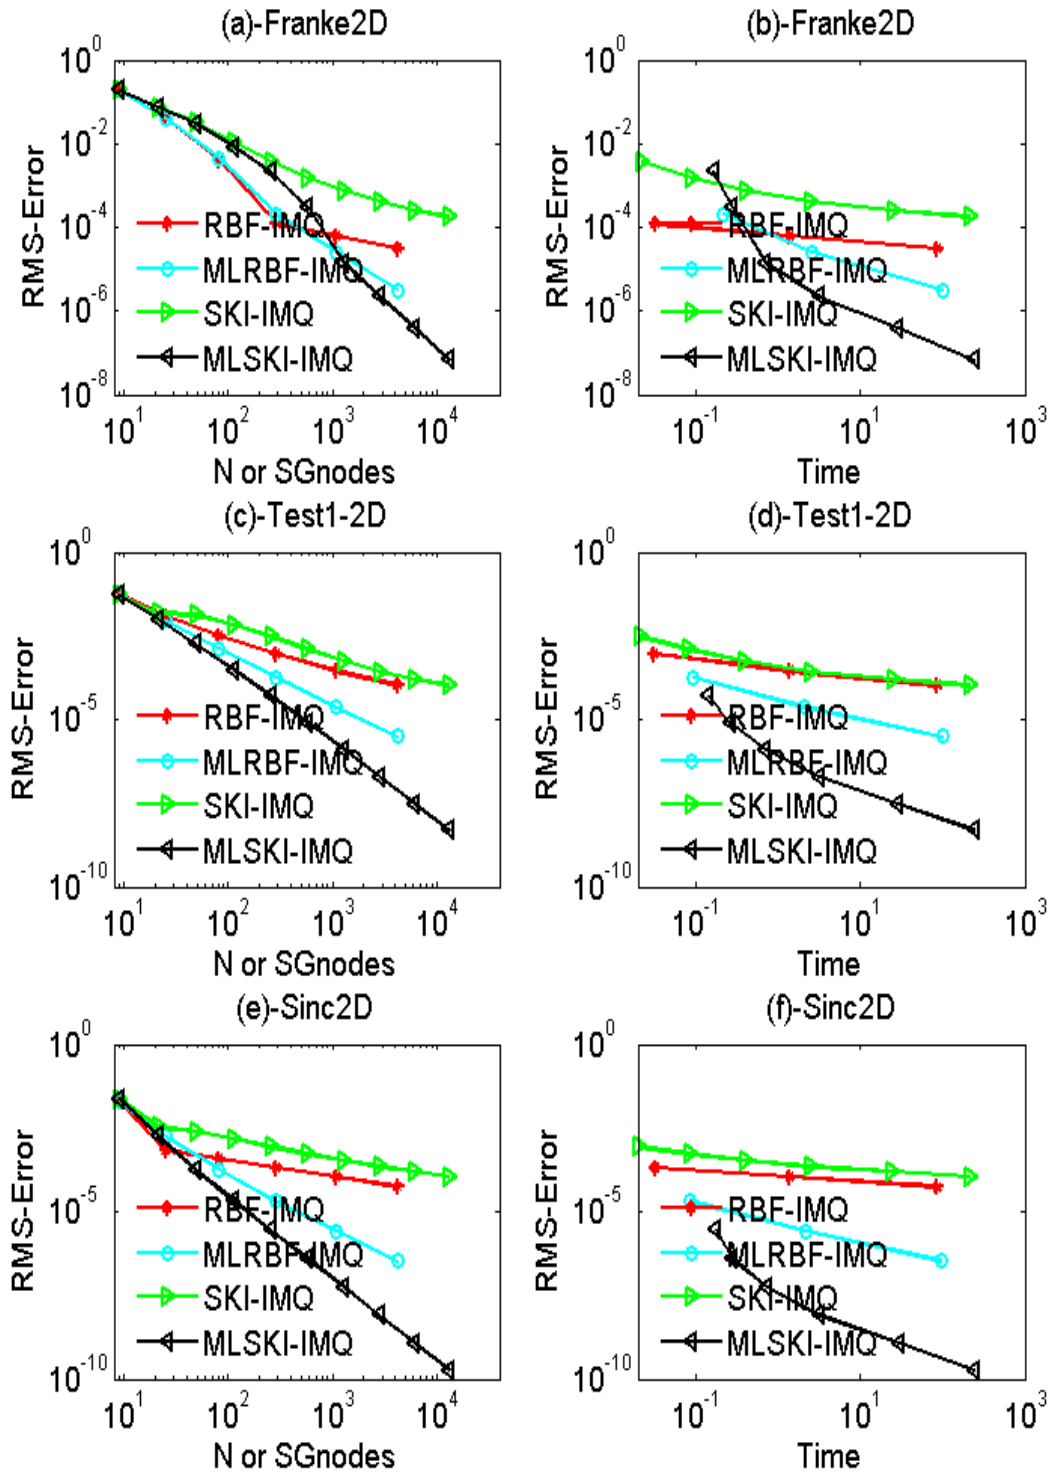 (a)-Franke2D
RMS-Error
10^0
10^-2
10^-4
10^-6
10^-8
RBF-IMQ
MLRBF-IMQ
SKI-IMQ
MLSKI-IMQ
10^1 10^2 10^3 10^4
N or SGnodes
(b)-Franke2D
RMS-Error
10^0
10^-2
10^-4
10^-6
10^-8
RBF-IMQ
MLRBF-IMQ
SKI-IMQ
MLSKI-IMQ
10^-1 10^1 10^3
Time
(c)-Test1-2D
RMS-Error
10^0
10^-5
10^-10
RBF-IMQ
MLRBF-IMQ
SKI-IMQ
MLSKI-IMQ
10^1 10^2 10^3 10^4
N or SGnodes
(d)-Test1-2D
RMS-Error
10^0
10^-5
10^-10
RBF-IMQ
MLRBF-IMQ
SKI-IMQ
MLSKI-IMQ
10^-1 10^1 10^3
Time
(e)-Sinc2D
RMS-Error
10^0
10^-5
10^-10
RBF-IMQ
MLRBF-IMQ
SKI-IMQ
MLSKI-IMQ
10^1 10^2 10^3 10^4
N or SGnodes
(f)-Sinc2D
RMS-Error
10^0
10^-5
10^-10
RBF-IMQ
MLRBF-IMQ
SKI-IMQ
MLSKI-IMQ
10^-1 10^1 10^3
Time